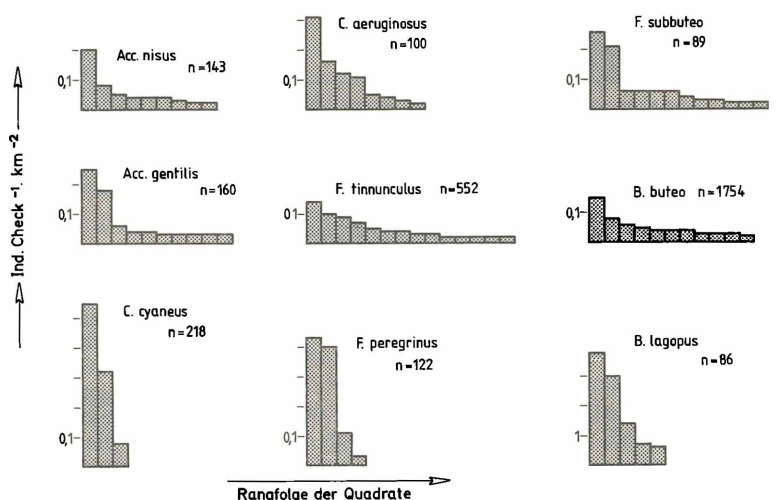 Acc. nisus
n=143
0,1
C. aeruginosus
n=100
0,1
F. subbuteo
n=89
0,1
Acc. gentilis
n=160
0,1
F. tinnunculus n=552
0 1
B. buteo n=1754
0,1
C. cyaneus
n=218
0,1
F. peregrinus
n=122
0,1
B. lagopus
n=86
1
Ind. Check ⁻¹. km ⁻²
Rangfolge der Quadrate